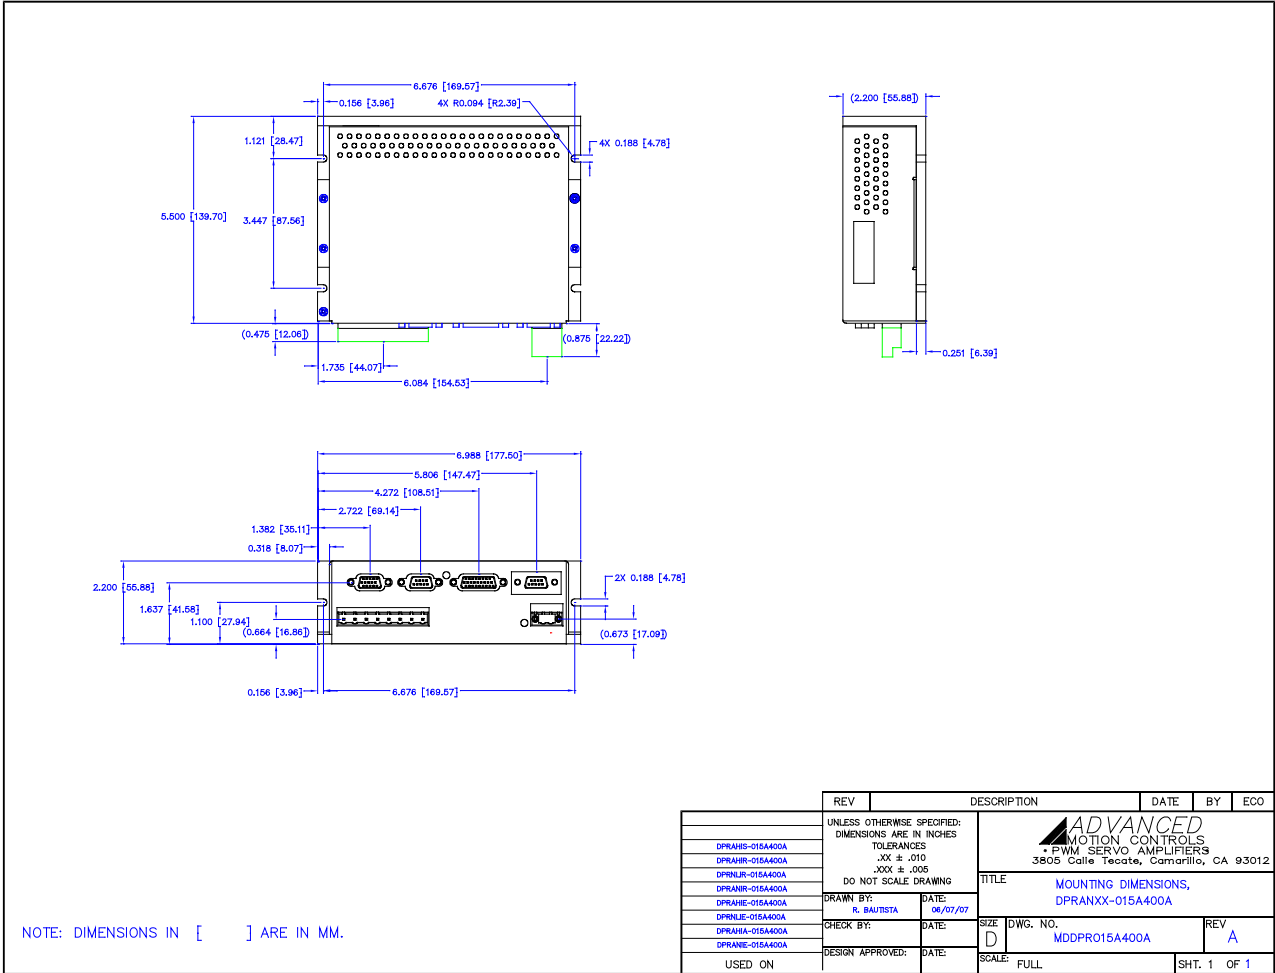 6.676 [169.57]
0.156 [3.96]
4X R0.094 [R2.39]
(2.200 [55.88])
1.121 [28.47]
4X 0.188 [4.78]
5.500 [139.70]
3.447 [87.56]
(0.475 [12.06])
(0.875 [22.22])
0.251 [6.39]
1.735 [44.07]
6.084 [154.53]
6.988 [177.50]
5.806 [147.47]
4.272 [108.51]
2.722 [69.14]
1.382 [35.11]
0.318 [8.07]
2.200 [55.88]
2X 0.188 [4.78]
1.637 [41.58]
1.100 [27.94]
(0.664 [16.86])
(0.673 [17.09])
0.156 [3.96]
6.676 [169.57]
NOTE: DIMENSIONS IN [ ] ARE IN MM.
REV DESCRIPTION DATE BY ECO
DPRAHIS-015A400A
DPRAHIR-015A400A
DPRNLIR-015A400A
DPRANIR-015A400A
DPRAHIE-015A400A
DPRNLIE-015A400A
DPRAHIA-015A400A
DPRANIE-015A400A
USED ON
UNLESS OTHERWISE SPECIFIED:
DIMENSIONS ARE IN INCHES
TOLERANCES
.XX ± .010
.XXX ± .005
DO NOT SCALE DRAWING
DRAWN BY: DATE:
R. BAUTISTA 06/07/07
CHECK BY: DATE:
DESIGN APPROVED: DATE:
ADVANCED
MOTION CONTROLS
• PWM SERVO AMPLIFIERS
3805 Calle Tecate, Camarillo, CA 93012
TITLE
MOUNTING DIMENSIONS,
DPRANXX-015A400A
SIZE DWG. NO. REV
D MDDPRO15A400A A
SCALE: FULL SHT. 1 OF 1